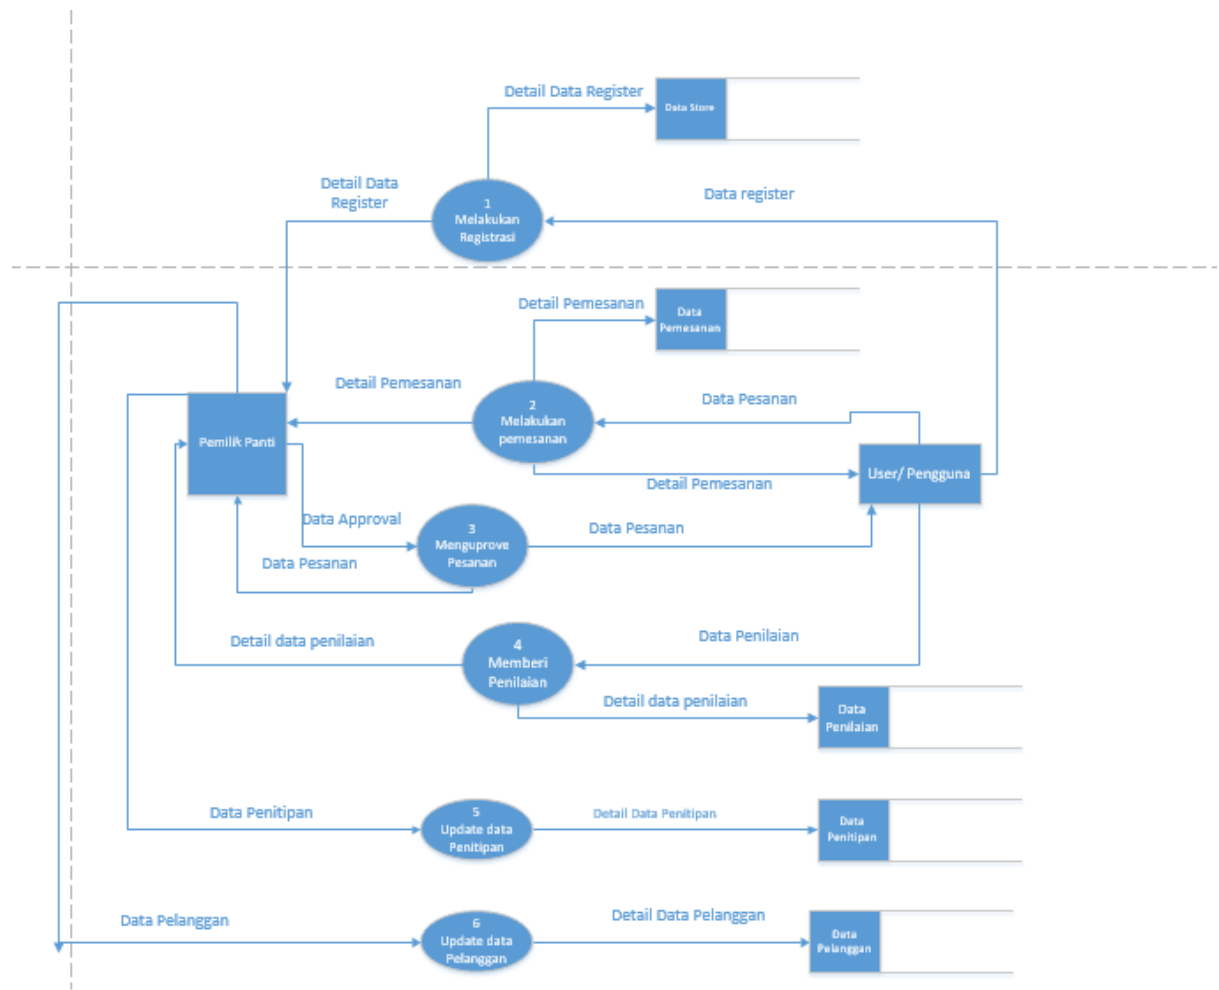 Detail Data Register
Data Store
Detail Data
Register
1
Melakukan
Registrasi
Data register
Detail Pemesanan
Data
Pemesanan
Detail Pemesanan
2
Melakukan
pemesanan
Data Pesanan
Pemilik Panti
User/ Pengguna
Detail Pemesanan
Data Approval
3
Menguprove
Pesanan
Data Pesanan
Data Pesanan
Detail data penilaian
4
Memberi
Penilaian
Data Penilaian
Detail data penilaian
Data
Penilaian
Data Penitipan
5
Update data
Penitipan
Detail Data Penitipan
Data
Penitipan
Data Pelanggan
6
Update data
Pelanggan
Detail Data Pelanggan
Data
Pelanggan